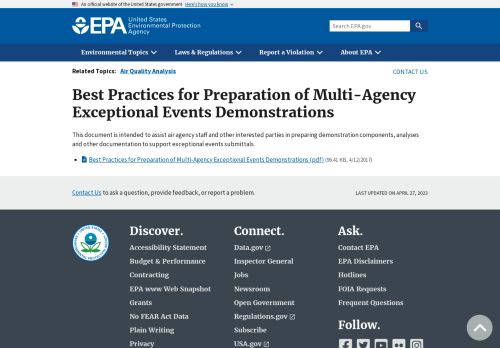 An official website of the United States government Here's how you know
EPA United States
Environmental Protection
Agency
Search EPA.gov
Environmental Topics
Laws & Regulations
Report a Violation
About EPA
Related Topics: Air Quality Analysis
CONTACT US
Best Practices for Preparation of Multi-Agency
Exceptional Events Demonstrations
This document is intended to assist air agency staff and other interested parties in preparing demonstration components, analyses
and other documentation to support exceptional events submittals.
Best Practices for Preparation of Multi-Agency Exceptional Events Demonstrations (pdf) (96.41 KB, 4/12/2017)
Contact Us to ask a question, provide feedback, or report a problem.
LAST UPDATED ON APRIL 27, 2023
Discover.
Accessibility Statement
Budget & Performance
Contracting
EPA www Web Snapshot
Grants
No FEAR Act Data
Plain Writing
Privacy
Connect.
Data.gov
Inspector General
Jobs
Newsroom
Open Government
Regulations.gov
Subscribe
USA.gov
Ask.
Contact EPA
EPA Disclaimers
Hotlines
FOIA Requests
Frequent Questions
Follow.